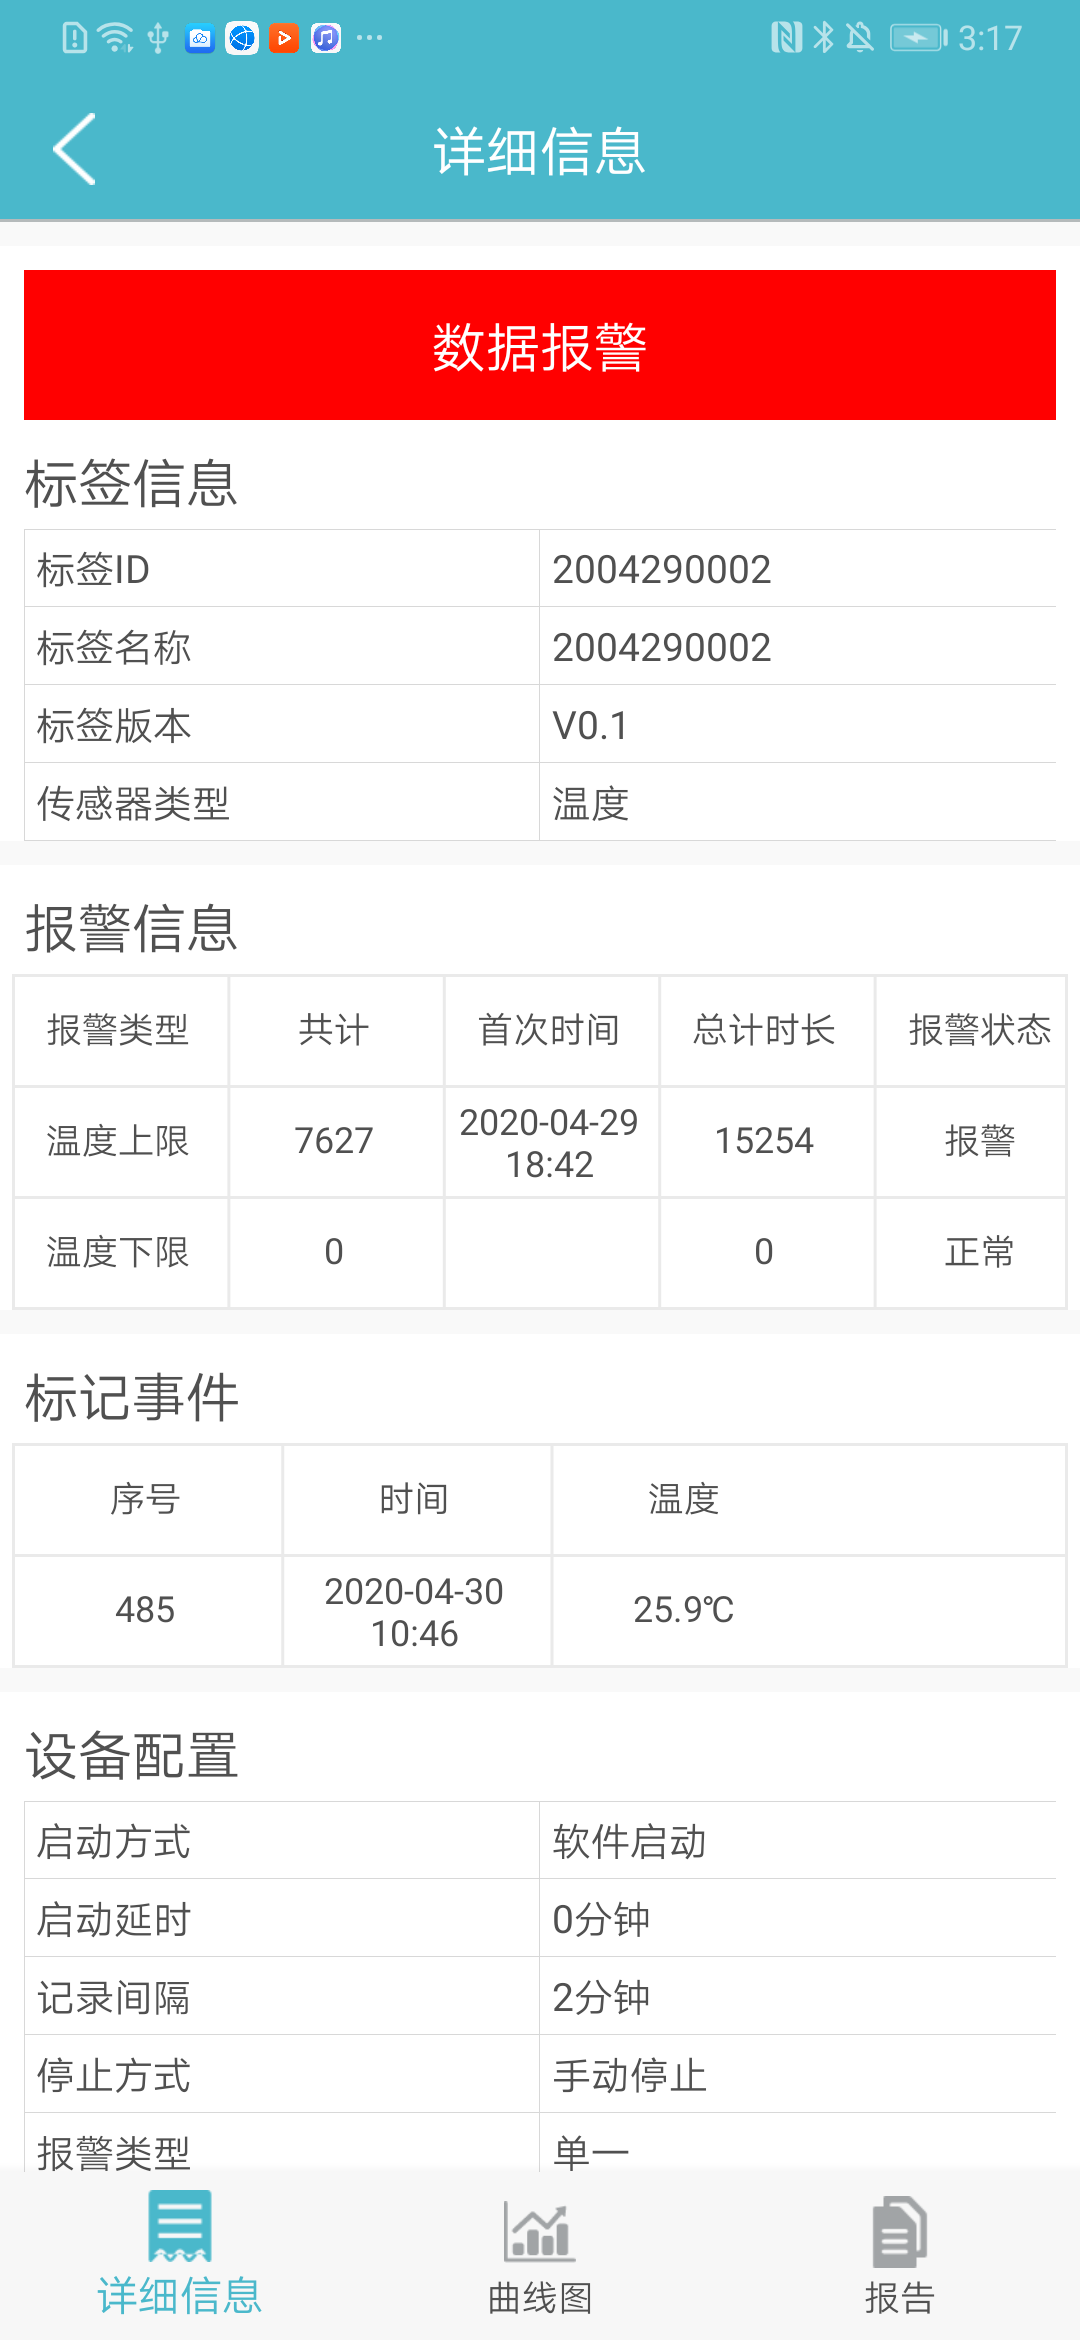 3:17
详细信息
数据报警
标签信息
标签ID 2004290002
标签名称 2004290002
标签版本 V0.1
传感器类型 温度
报警信息
报警类型 共计 首次时间 总计时长 报警状态
温度上限 7627 2020-04-29 18:42 15254 报警
温度下限 0 0 正常
标记事件
序号 时间 温度
485 2020-04-30 10:46 25.9℃
设备配置
启动方式 软件启动
启动延时 0分钟
记录间隔 2分钟
停止方式 手动停止
报警类型 单一
详细信息 曲线图 报告